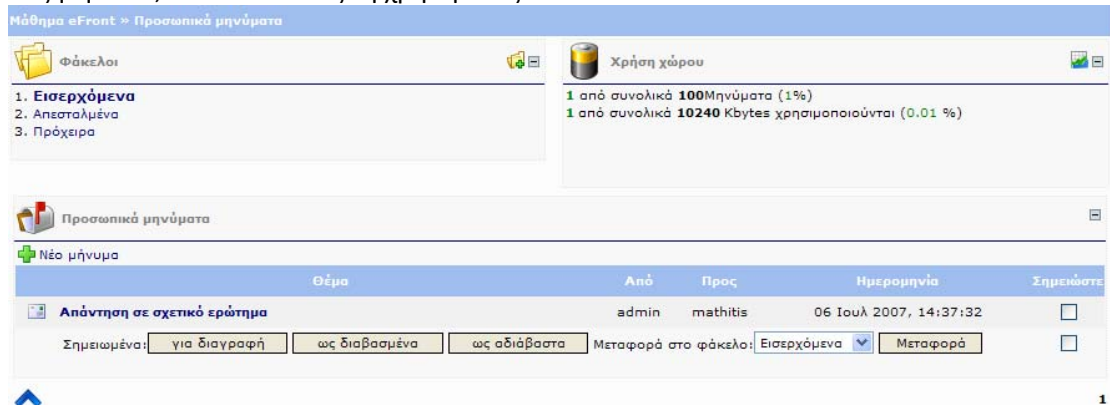 Μάθημα eFront » Προσωπικά μηνύματα
Φάκελοι
1. Εισερχόμενα
2. Απεσταλμένα
3. Πρόχειρα
Χρήση χώρου
1 από συνολικά 100Μηνύματα (1%)
1 από συνολικά 10240 Kbytes χρησιμοποιούνται (0.01 %)
Προσωπικά μηνύματα
Νέο μήνυμα
Θέμα Από Προς Ημερομηνία Σημειώστε
Απάντηση σε σχετικό ερώτημα admin mathitis 06 Ιουλ 2007, 14:37:32
Σημειωμένα: για διαγραφή ως διαβασμένα ως αδιάβαστα Μεταφορά στο φάκελο: Εισερχόμενα Μεταφορά
1